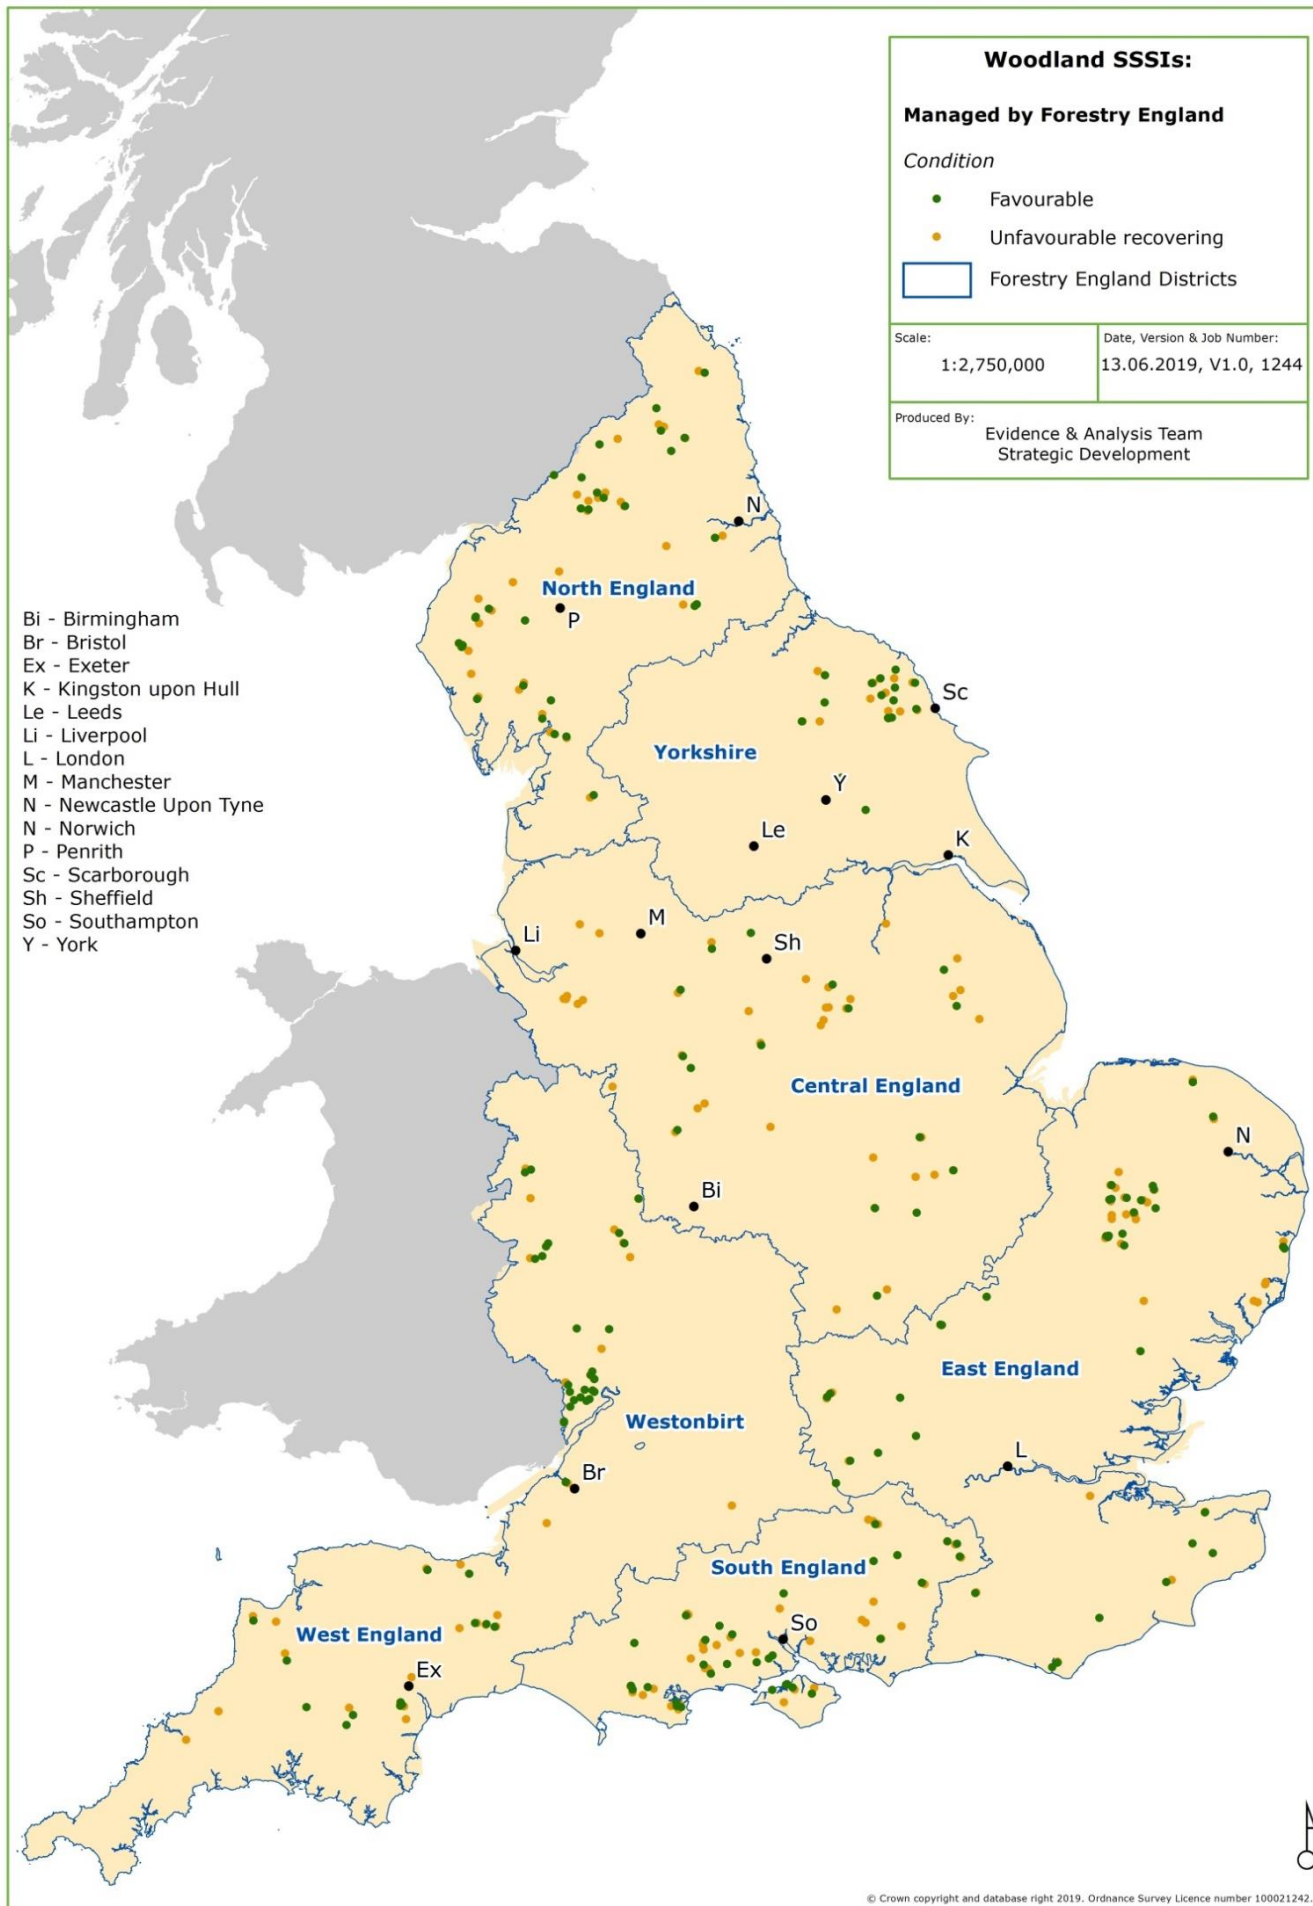 Woodland SSSIs:
Managed by Forestry England
Condition
Favourable
Unfavourable recovering
Forestry England Districts
Scale:
1:2,750,000
Date, Version & Job Number:
13.06.2019, V1.0, 1244
Produced By:
Evidence & Analysis Team
Strategic Development
N
North England
P
Bi - Birmingham
Br - Bristol
Ex - Exeter
K - Kingston upon Hull
Le - Leeds
Li - Liverpool
L - London
M - Manchester
N - Newcastle Upon Tyne
N - Norwich
P - Penrith
Sc - Scarborough
Sh - Sheffield
So - Southampton
Y - York
Sc
Yorkshire
Y
Le
K
M
Li
Sh
Central England
N
Bi
East England
Westonbirt
L
Br
South England
So
West England
Ex
© Crown copyright and database right 2019. Ordnance Survey Licence number 100021242.